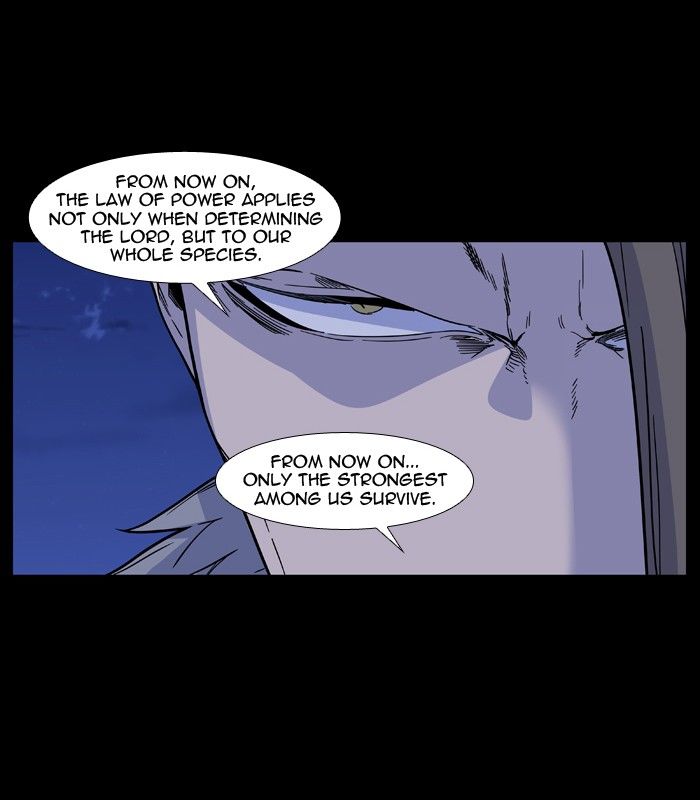 FROM NOW ON,
THE LAW OF POWER APPLIES
NOT ONLY WHEN DETERMINING
THE LORD, BUT TO OUR
WHOLE SPECIES.
FROM NOW ON...
ONLY THE STRONGEST
AMONG US SURVIVE.